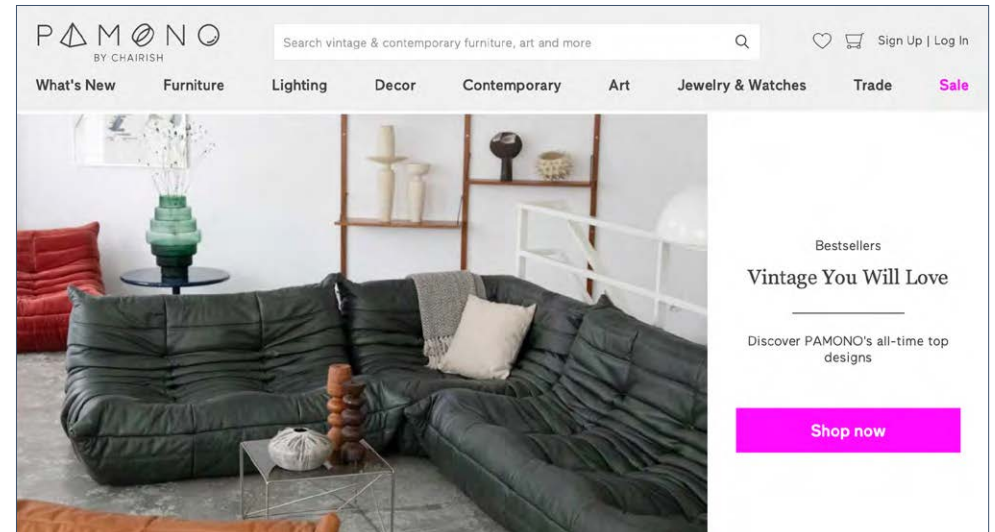 PAMONO
BY CHAIRISH
Search vintage & contemporary furniture, art and more
Sign Up | Log In
What's New Furniture Lighting Decor Contemporary Art Jewelry & Watches Trade Sale
Bestsellers
Vintage You Will Love
Discover PAMONO's all-time top
designs
Shop now